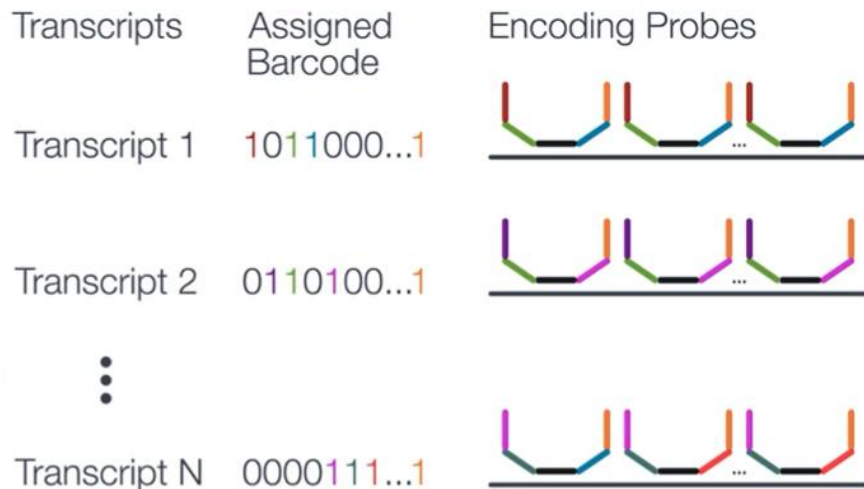 Transcripts Assigned Barcode Encoding Probes
Transcript 1 1011000...1
...
Transcript 2 0110100...1
...
Transcript N 0000111...1
...